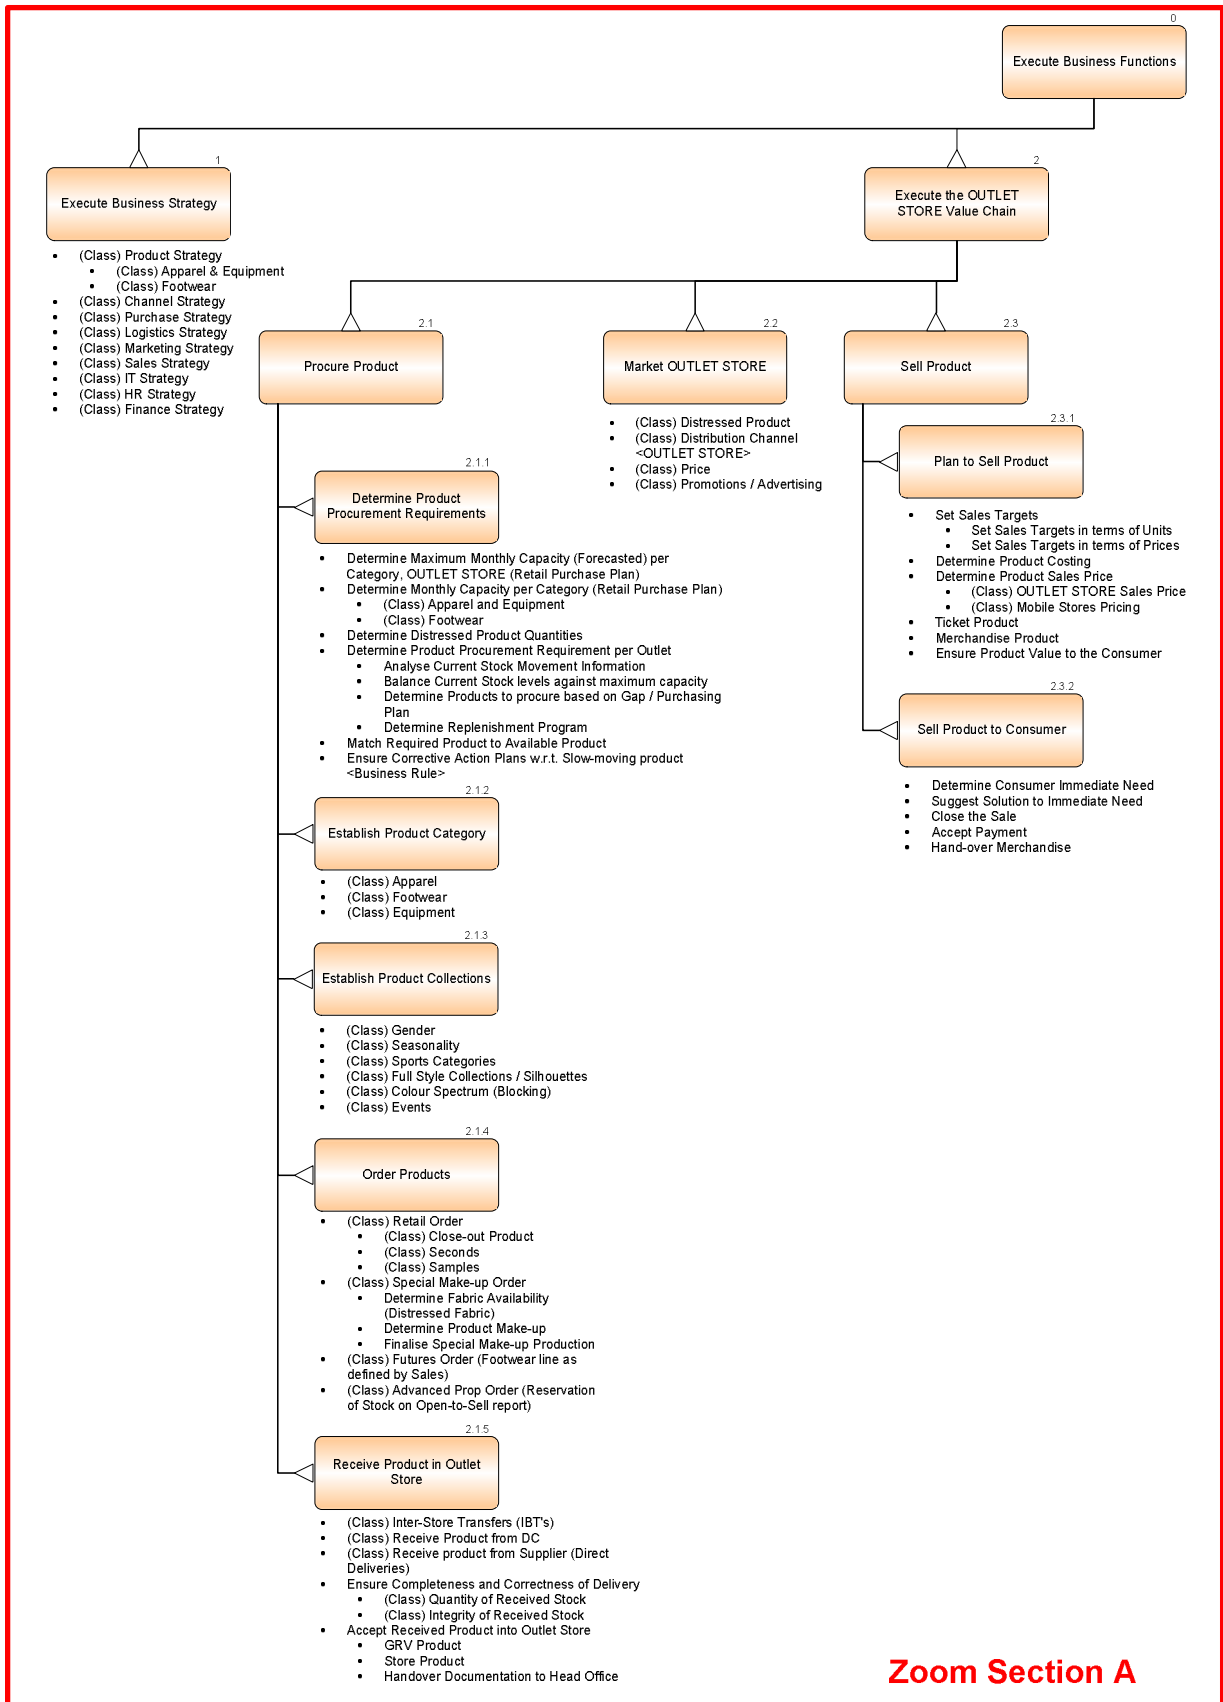 0
Execute Business Functions
1
Execute Business Strategy
• (Class) Product Strategy
• (Class) Apparel & Equipment
• (Class) Footwear
• (Class) Channel Strategy
• (Class) Purchase Strategy
• (Class) Logistics Strategy
• (Class) Marketing Strategy
• (Class) Sales Strategy
• (Class) IT Strategy
• (Class) HR Strategy
• (Class) Finance Strategy
2
Execute the OUTLET
STORE Value Chain
2.1
Procure Product
2.1.1
Determine Product
Procurement Requirements
• Determine Maximum Monthly Capacity (Forecasted) per
Category, OUTLET STORE (Retail Purchase Plan)
• Determine Monthly Capacity per Category (Retail Purchase Plan)
• (Class) Apparel and Equipment
• (Class) Footwear
• Determine Distressed Product Quantities
• Determine Product Procurement Requirement per Outlet
• Analyse Current Stock Movement Information
• Balance Current Stock levels against maximum capacity
• Determine Products to procure based on Gap / Purchasing
Plan
• Determine Replenishment Program
• Match Required Product to Available Product
• Ensure Corrective Action Plans w.r.t. Slow-moving product
<Business Rule>
2.1.2
Establish Product Category
• (Class) Apparel
• (Class) Footwear
• (Class) Equipment
2.1.3
Establish Product Collections
• (Class) Gender
• (Class) Seasonality
• (Class) Sports Categories
• (Class) Full Style Collections / Silhouettes
• (Class) Colour Spectrum (Blocking)
• (Class) Events
2.1.4
Order Products
• (Class) Retail Order
• (Class) Close-out Product
• (Class) Seconds
• (Class) Samples
• (Class) Special Make-up Order
• Determine Fabric Availability
(Distressed Fabric)
• Determine Product Make-up
• Finalise Special Make-up Production
• (Class) Futures Order (Footwear line as
defined by Sales)
• (Class) Advanced Prop Order (Reservation
of Stock on Open-to-Sell report)
2.1.5
Receive Product in Outlet
Store
• (Class) Inter-Store Transfers (IBT's)
• (Class) Receive Product from DC
• (Class) Receive product from Supplier (Direct
Deliveries)
• Ensure Completeness and Correctness of Delivery
• (Class) Quantity of Received Stock
• (Class) Integrity of Received Stock
• Accept Received Product into Outlet Store
• GRV Product
• Store Product
• Handover Documentation to Head Office
2.2
Market OUTLET STORE
• (Class) Distressed Product
• (Class) Distribution Channel
<OUTLET STORE>
• (Class) Price
• (Class) Promotions / Advertising
2.3
Sell Product
2.3.1
Plan to Sell Product
• Set Sales Targets
• Set Sales Targets in terms of Units
• Set Sales Targets in terms of Prices
• Determine Product Costing
• Determine Product Sales Price
• (Class) OUTLET STORE Sales Price
• (Class) Mobile Stores Pricing
• Ticket Product
• Merchandise Product
• Ensure Product Value to the Consumer
2.3.2
Sell Product to Consumer
• Determine Consumer Immediate Need
• Suggest Solution to Immediate Need
• Close the Sale
• Accept Payment
• Hand-over Merchandise
Zoom Section A